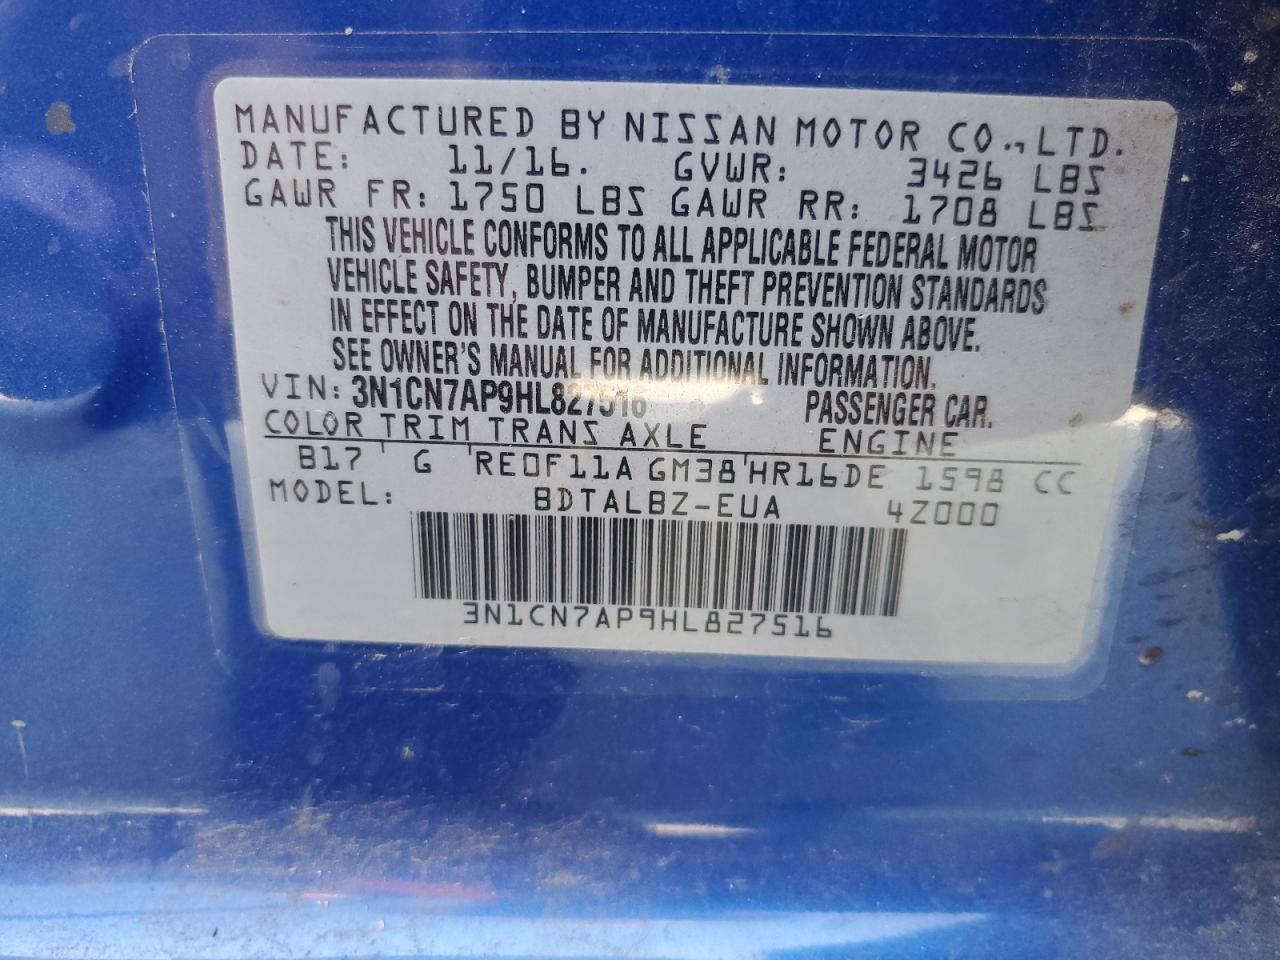 MANUFACTURED BY NISSAN MOTOR CO., LTD.
DATE: 11/16. GVWR: 3426 LBS
GAWR FR: 1750 LBS GAWR RR: 1708 LBS
THIS VEHICLE CONFORMS TO ALL APPLICABLE FEDERAL MOTOR
VEHICLE SAFETY, BUMPER AND THEFT PREVENTION STANDARDS
IN EFFECT ON THE DATE OF MANUFACTURE SHOWN ABOVE.
SEE OWNER'S MANUAL FOR ADDITIONAL INFORMATION.
VIN: 3N1CN7AP9HL827516 PASSENGER CAR.
COLOR TRIM TRANS AXLE ENGINE
B17 G RE0F11A GM38 HR16DE 1598 CC
MODEL: BDTALBZ-EUA 4Z000
3N1CN7AP9HL827516